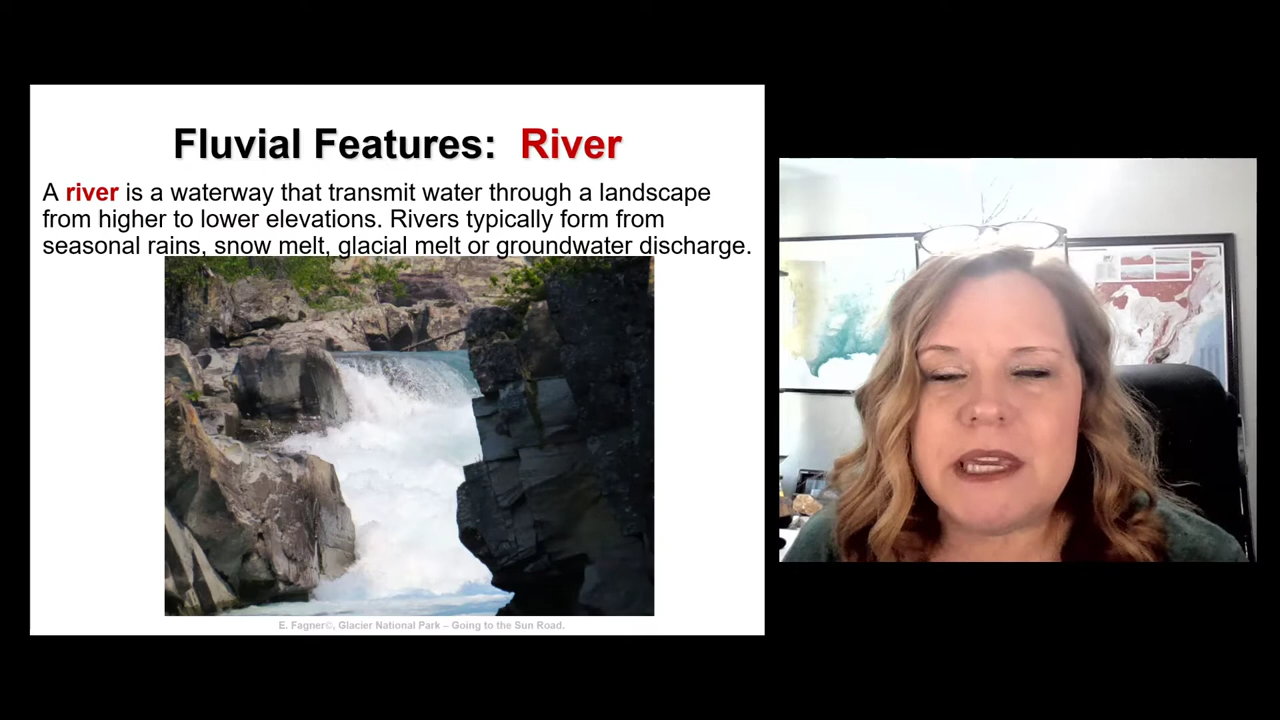 Fluvial Features: River
A river is a waterway that transmit water through a landscape
from higher to lower elevations. Rivers typically form from
seasonal rains, snow melt, glacial melt or groundwater discharge.
E. Fagner©, Glacier National Park – Going to the Sun Road.